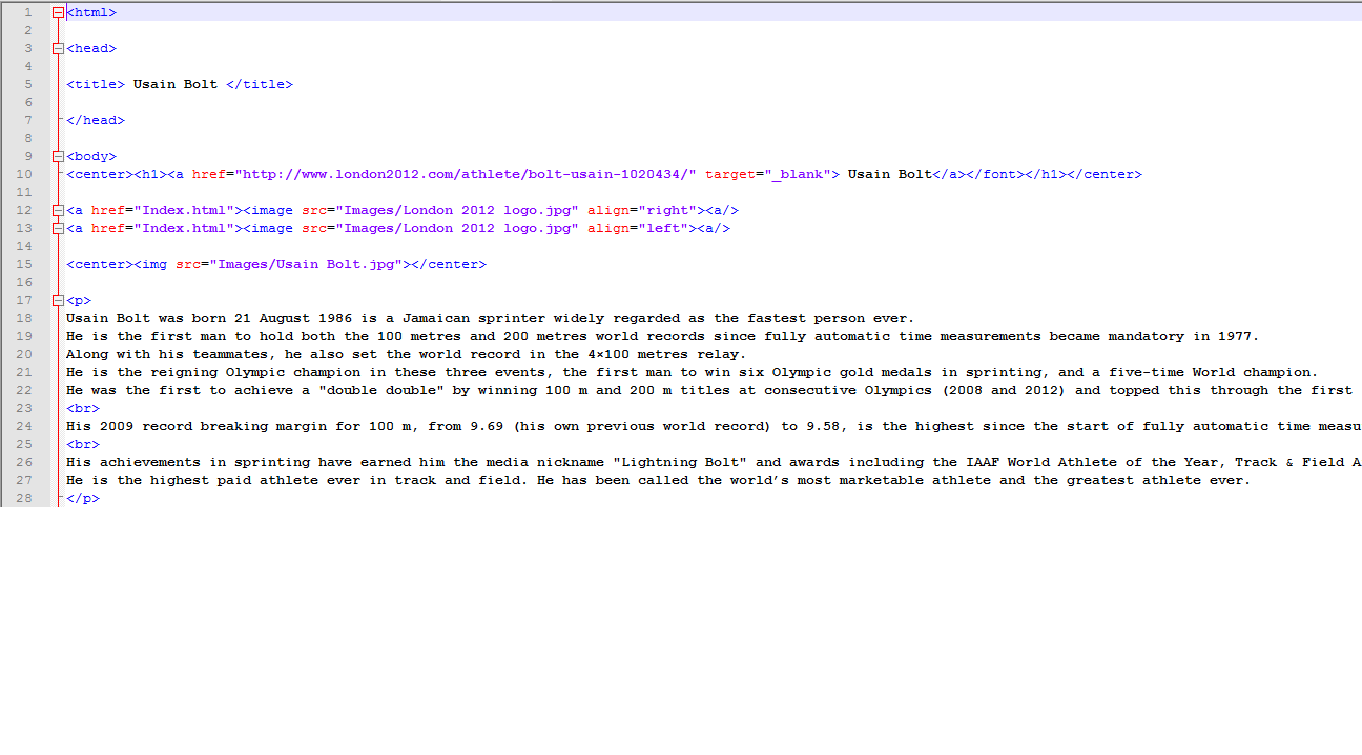 1 <html>
2
3 <head>
4
5 <title> Usain Bolt </title>
6
7 </head>
8
9 <body>
10 <center><h1><a href="http://www.london2012.com/athlete/bolt-usain-1020434/" target="_blank"> Usain Bolt</a></font></h1></center>
11
12 <a href="Index.html"><image src="Images/London 2012 logo.jpg" align="right"><a/>
13 <a href="Index.html"><image src="Images/London 2012 logo.jpg" align="left"><a/>
14
15 <center><img src="Images/Usain Bolt.jpg"></center>
16
17 <p>
18 Usain Bolt was born 21 August 1986 is a Jamaican sprinter widely regarded as the fastest person ever.
19 He is the first man to hold both the 100 metres and 200 metres world records since fully automatic time measurements became mandatory in 1977.
20 Along with his teammates, he also set the world record in the 4×100 metres relay.
21 He is the reigning Olympic champion in these three events, the first man to win six Olympic gold medals in sprinting, and a five-time World champion.
22 He was the first to achieve a "double double" by winning 100 m and 200 m titles at consecutive Olympics (2008 and 2012) and topped this through the first
23 <br>
24 His 2009 record breaking margin for 100 m, from 9.69 (his own previous world record) to 9.58, is the highest since the start of fully automatic time measu
25 <br>
26 His achievements in sprinting have earned him the media nickname "Lightning Bolt" and awards including the IAAF World Athlete of the Year, Track & Field A
27 He is the highest paid athlete ever in track and field. He has been called the world's most marketable athlete and the greatest athlete ever.
28 </p>